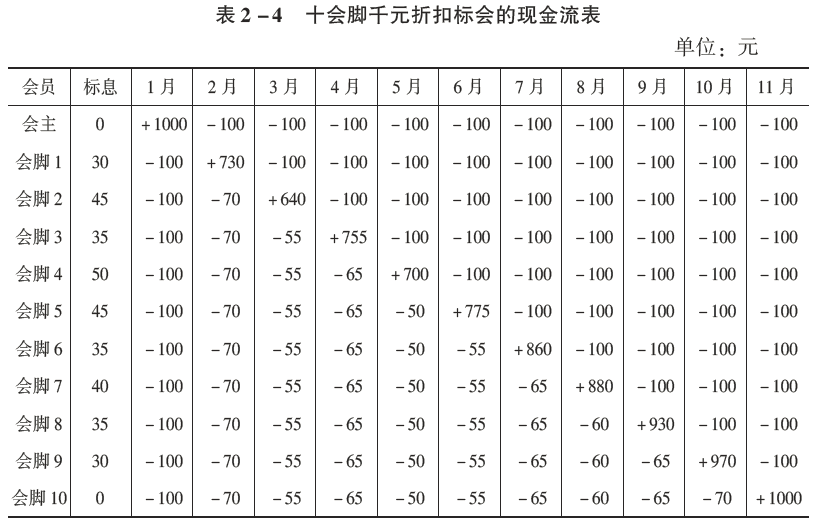 表2-4 十会脚千元折扣标会的现金流表
单位：元
会员 标息 1月 2月 3月 4月 5月 6月 7月 8月 9月 10月 11月
会主 0 +1000 -100 -100 -100 -100 -100 -100 -100 -100 -100 -100
会脚1 30 -100 +730 -100 -100 -100 -100 -100 -100 -100 -100 -100
会脚2 45 -100 -70 +640 -100 -100 -100 -100 -100 -100 -100 -100
会脚3 35 -100 -70 -55 +755 -100 -100 -100 -100 -100 -100 -100
会脚4 50 -100 -70 -55 -65 +700 -100 -100 -100 -100 -100 -100
会脚5 45 -100 -70 -55 -65 -50 +775 -100 -100 -100 -100 -100
会脚6 35 -100 -70 -55 -65 -50 -55 +860 -100 -100 -100 -100
会脚7 40 -100 -70 -55 -65 -50 -55 -65 +880 -100 -100 -100
会脚8 35 -100 -70 -55 -65 -50 -55 -65 -60 +930 -100 -100
会脚9 30 -100 -70 -55 -65 -50 -55 -65 -60 -65 +970 -100
会脚10 0 -100 -70 -55 -65 -50 -55 -65 -60 -65 -70 +1000